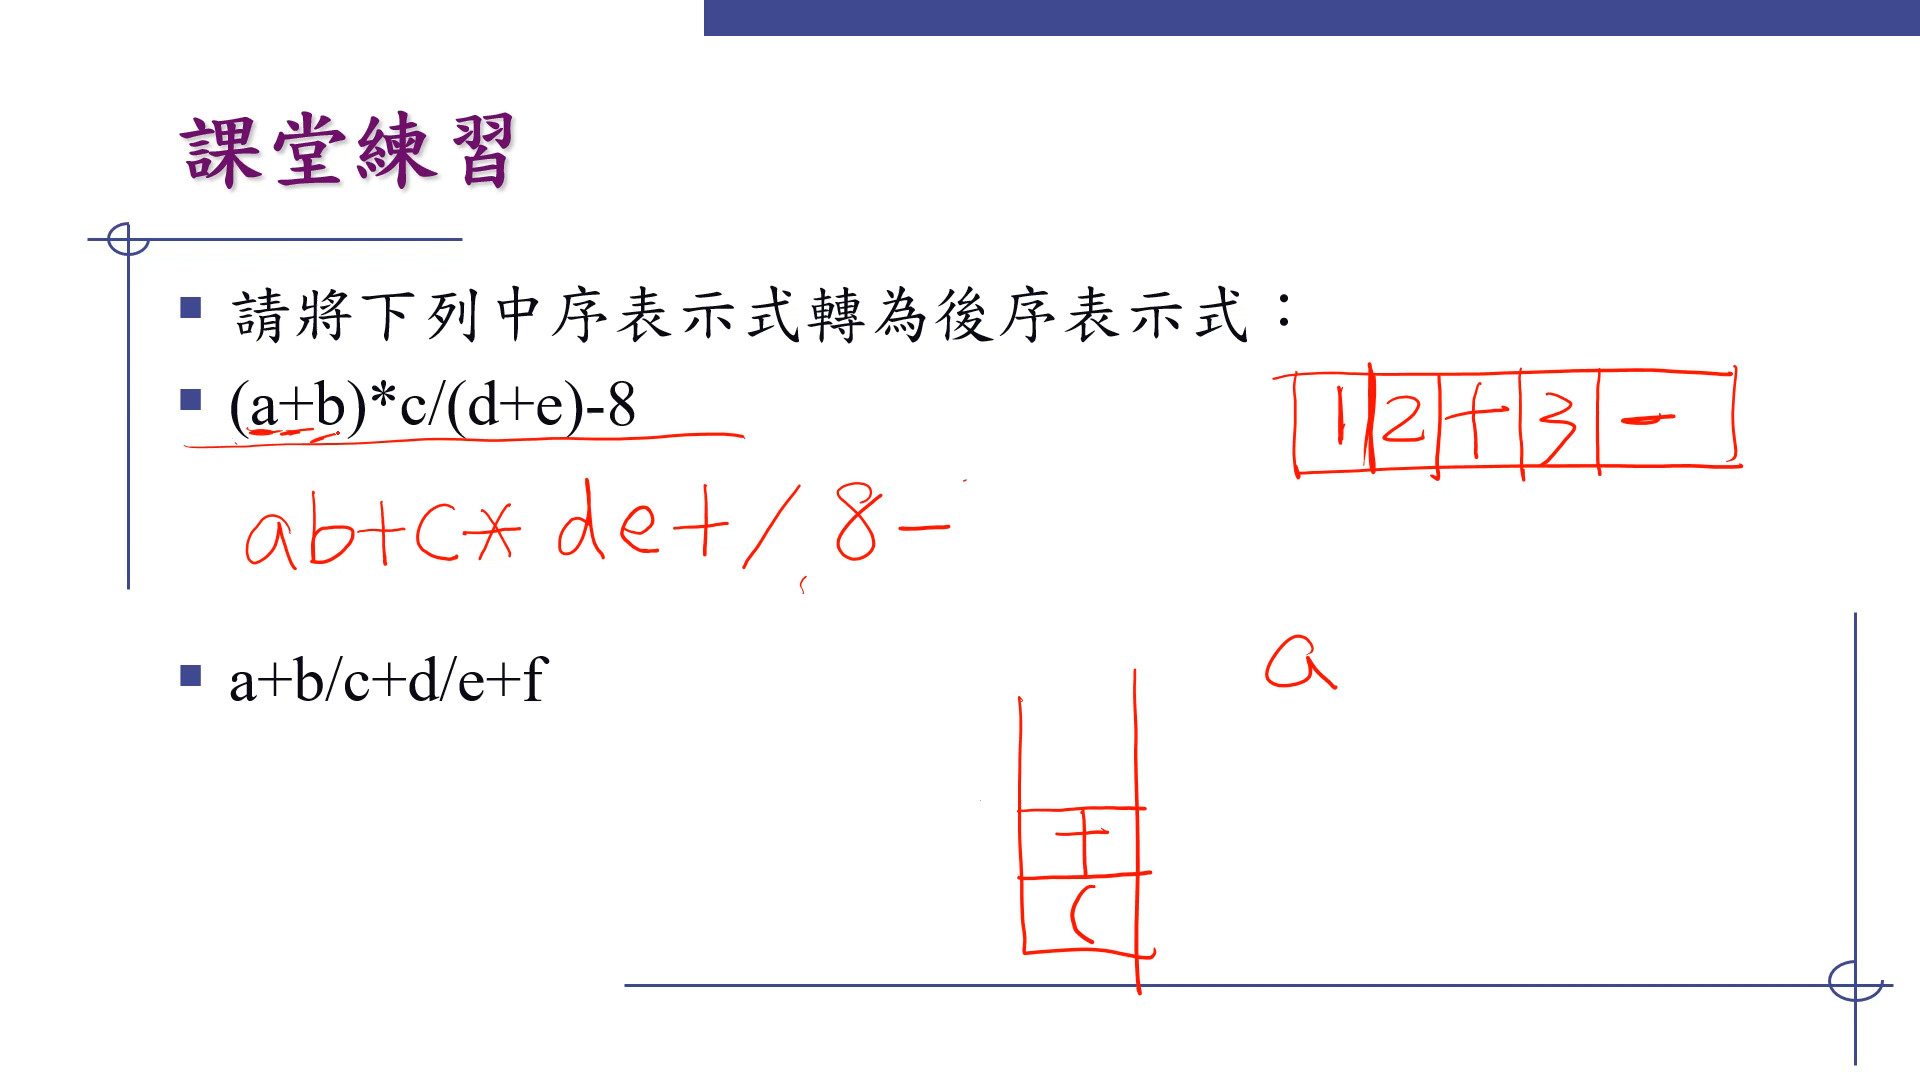 課堂練習
請將下列中序表示式轉為後序表示式：
(a+b)*c/(d+e)-8
1 2 + 3 -
ab+c* de+/ 8-
a+b/c+d/e+f
a
+
(